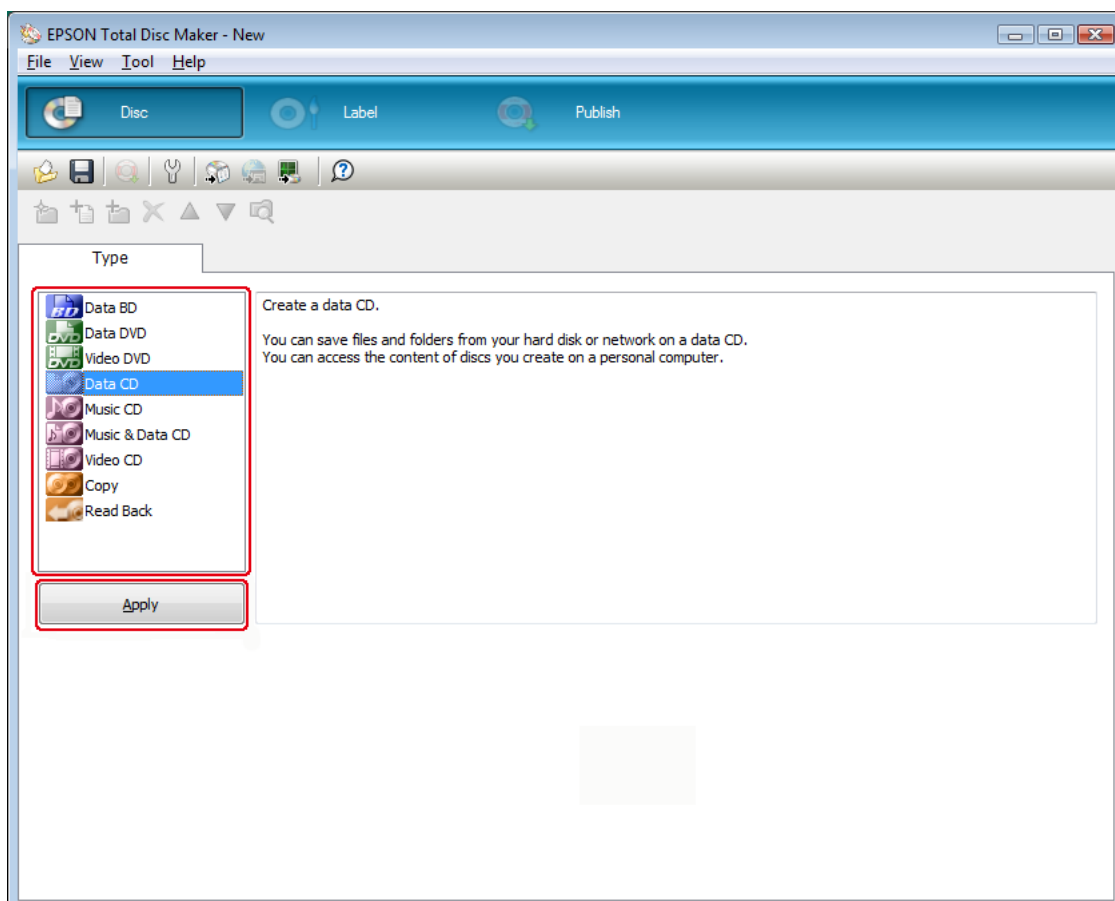 EPSON Total Disc Maker - New
File View Tool Help
Disc Label Publish
Type
BD Data BD
DVD Data DVD
DVD Video DVD
Data CD
Music CD
Music & Data CD
Video CD
Copy
Read Back
Apply
Create a data CD.
You can save files and folders from your hard disk or network on a data CD.
You can access the content of discs you create on a personal computer.